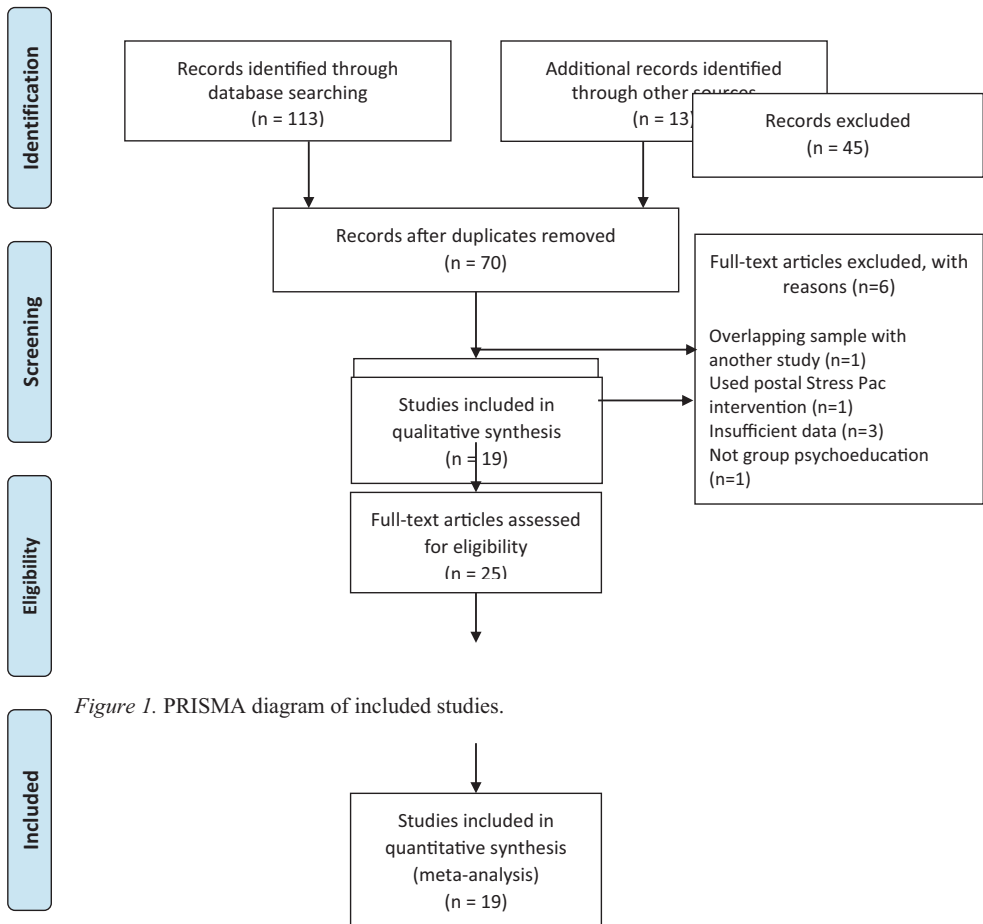 Identification
Records identified through
database searching
(n = 113)
Additional records identified
through other sources
(n = 13)
Records excluded
(n = 45)
Records after duplicates removed
(n = 70)
Screening
Full-text articles excluded, with
reasons (n=6)
Overlapping sample with
another study (n=1)
Used postal Stress Pac
intervention (n=1)
Insufficient data (n=3)
Not group psychoeducation
(n=1)
Studies included in
qualitative synthesis
(n = 19)
Eligibility
Full-text articles assessed
for eligibility
(n = 25)
Figure 1. PRISMA diagram of included studies.
Included
Studies included in
quantitative synthesis
(meta-analysis)
(n = 19)